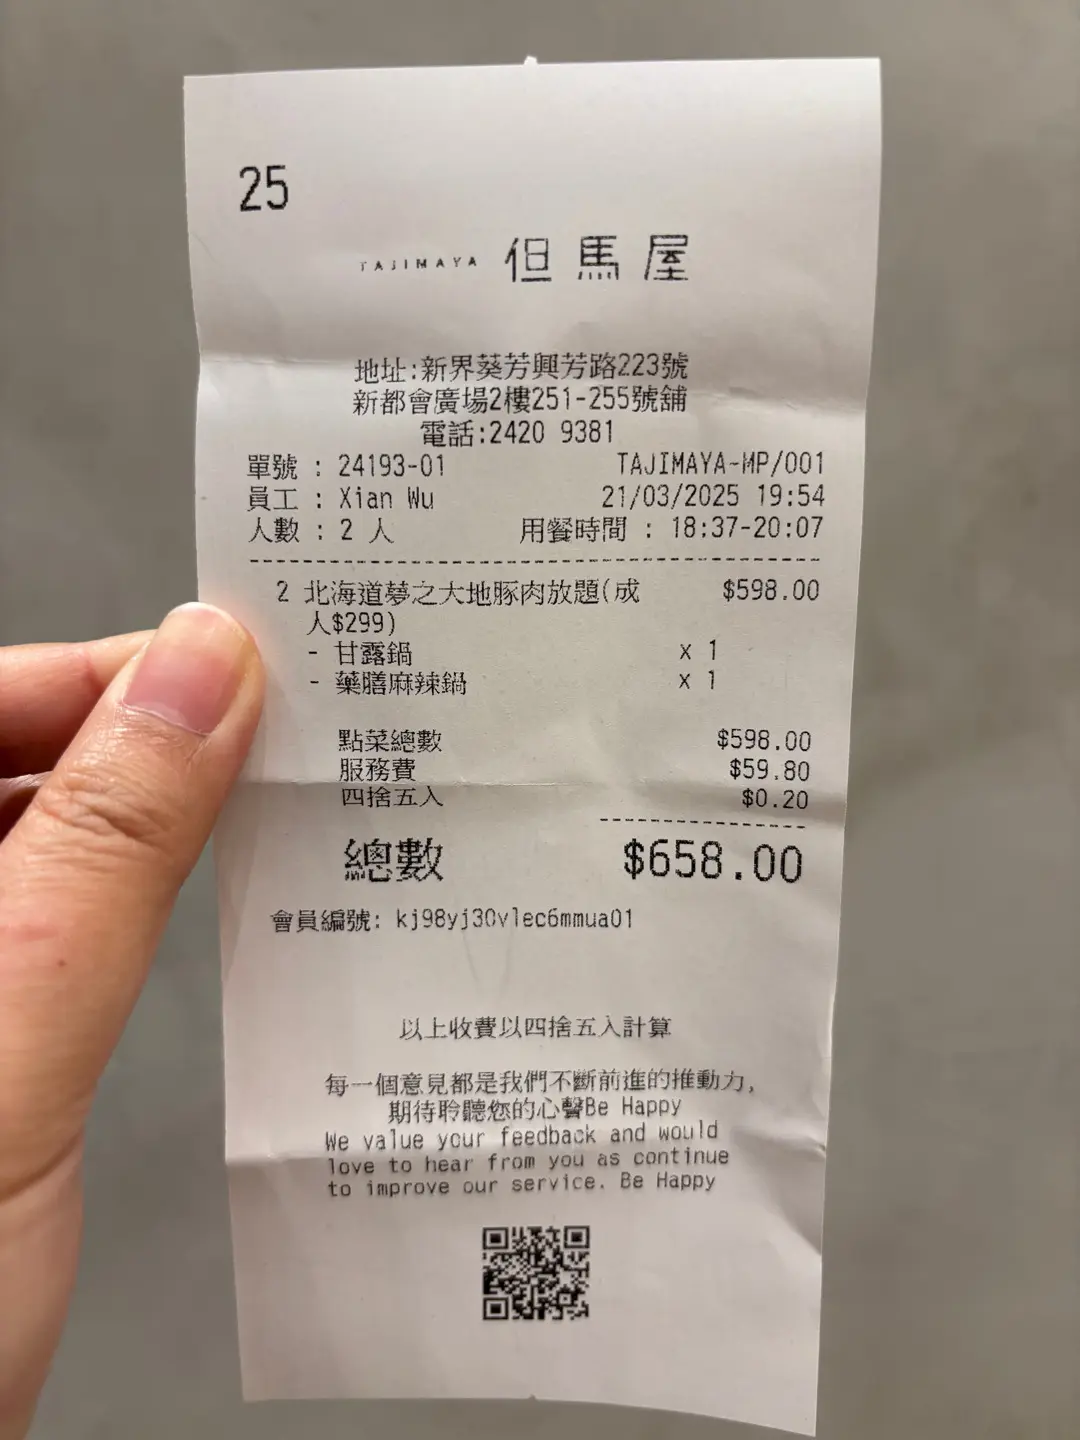 25
TAJIMAYA 但馬屋
地址:新界葵芳興芳路223號
新都會廣場2樓251-255號舖
電話:2420 9381
單號 : 24193-01 TAJIMAYA-MP/001
員工 : Xian Wu 21/03/2025 19:54
人數 : 2 人 用餐時間 : 18:37-20:07
2 北海道夢之大地豚肉放題(成 $598.00
人$299)
- 甘露鍋 x 1
- 藥膳麻辣鍋 x 1
點菜總數 $598.00
服務費 $59.80
四捨五入 $0.20
總數 $658.00
會員編號: kj98yj30vlec6mmua01
以上收費以四捨五入計算
每一個意見都是我們不斷前進的推動力,
期待聆聽您的心聲Be Happy
We value your feedback and would
love to hear from you as continue
to improve our service. Be Happy